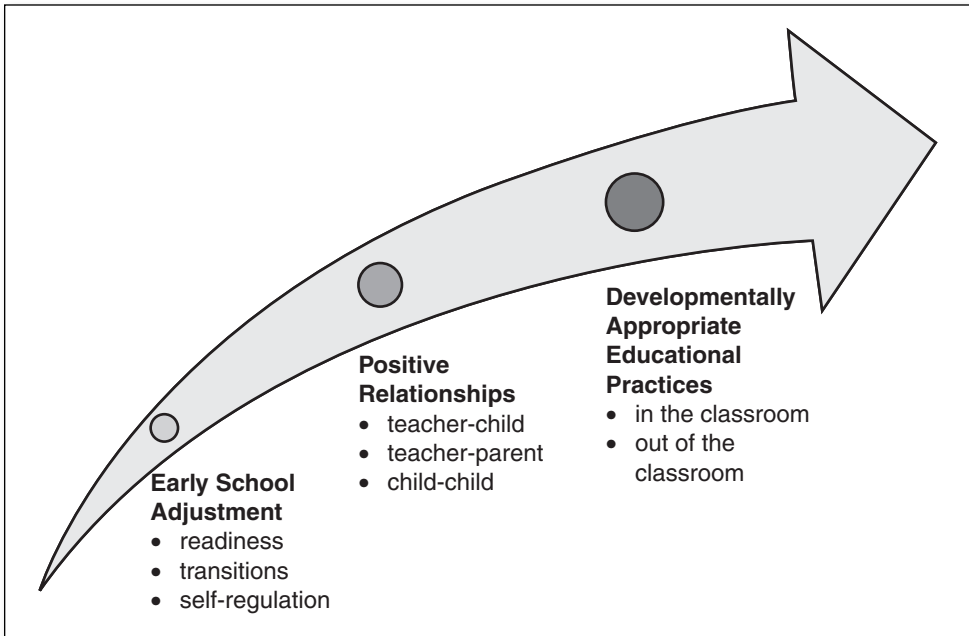 Early School
Adjustment
• readiness
• transitions
• self-regulation
Positive
Relationships
• teacher-child
• teacher-parent
• child-child
Developmentally
Appropriate
Educational
Practices
• in the classroom
• out of the
classroom